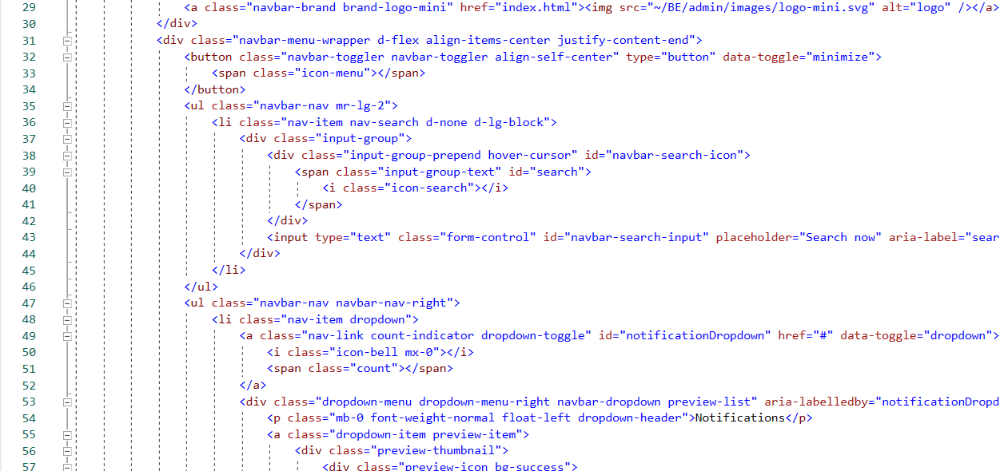 29 <a class="navbar-brand brand-logo-mini" href="index.html"><img src="~/BE/admin/images/logo-mini.svg" alt="logo" /></a>
30 </div>
31 <div class="navbar-menu-wrapper d-flex align-items-center justify-content-end">
32 <button class="navbar-toggler navbar-toggler align-self-center" type="button" data-toggle="minimize">
33 <span class="icon-menu"></span>
34 </button>
35 <ul class="navbar-nav mr-lg-2">
36 <li class="nav-item nav-search d-none d-lg-block">
37 <div class="input-group">
38 <div class="input-group-prepend hover-cursor" id="navbar-search-icon">
39 <span class="input-group-text" id="search">
40 <i class="icon-search"></i>
41 </span>
42 </div>
43 <input type="text" class="form-control" id="navbar-search-input" placeholder="Search now" aria-label="sear
44 </div>
45 </li>
46 </ul>
47 <ul class="navbar-nav navbar-nav-right">
48 <li class="nav-item dropdown">
49 <a class="nav-link count-indicator dropdown-toggle" id="notificationDropdown" href="#" data-toggle="dropdown">
50 <i class="icon-bell mx-0"></i>
51 <span class="count"></span>
52 </a>
53 <div class="dropdown-menu dropdown-menu-right navbar-dropdown preview-list" aria-labelledby="notificationDropd
54 <p class="mb-0 font-weight-normal float-left dropdown-header">Notifications</p>
55 <a class="dropdown-item preview-item">
56 <div class="preview-thumbnail">
57 <div class="preview-icon bg-success">